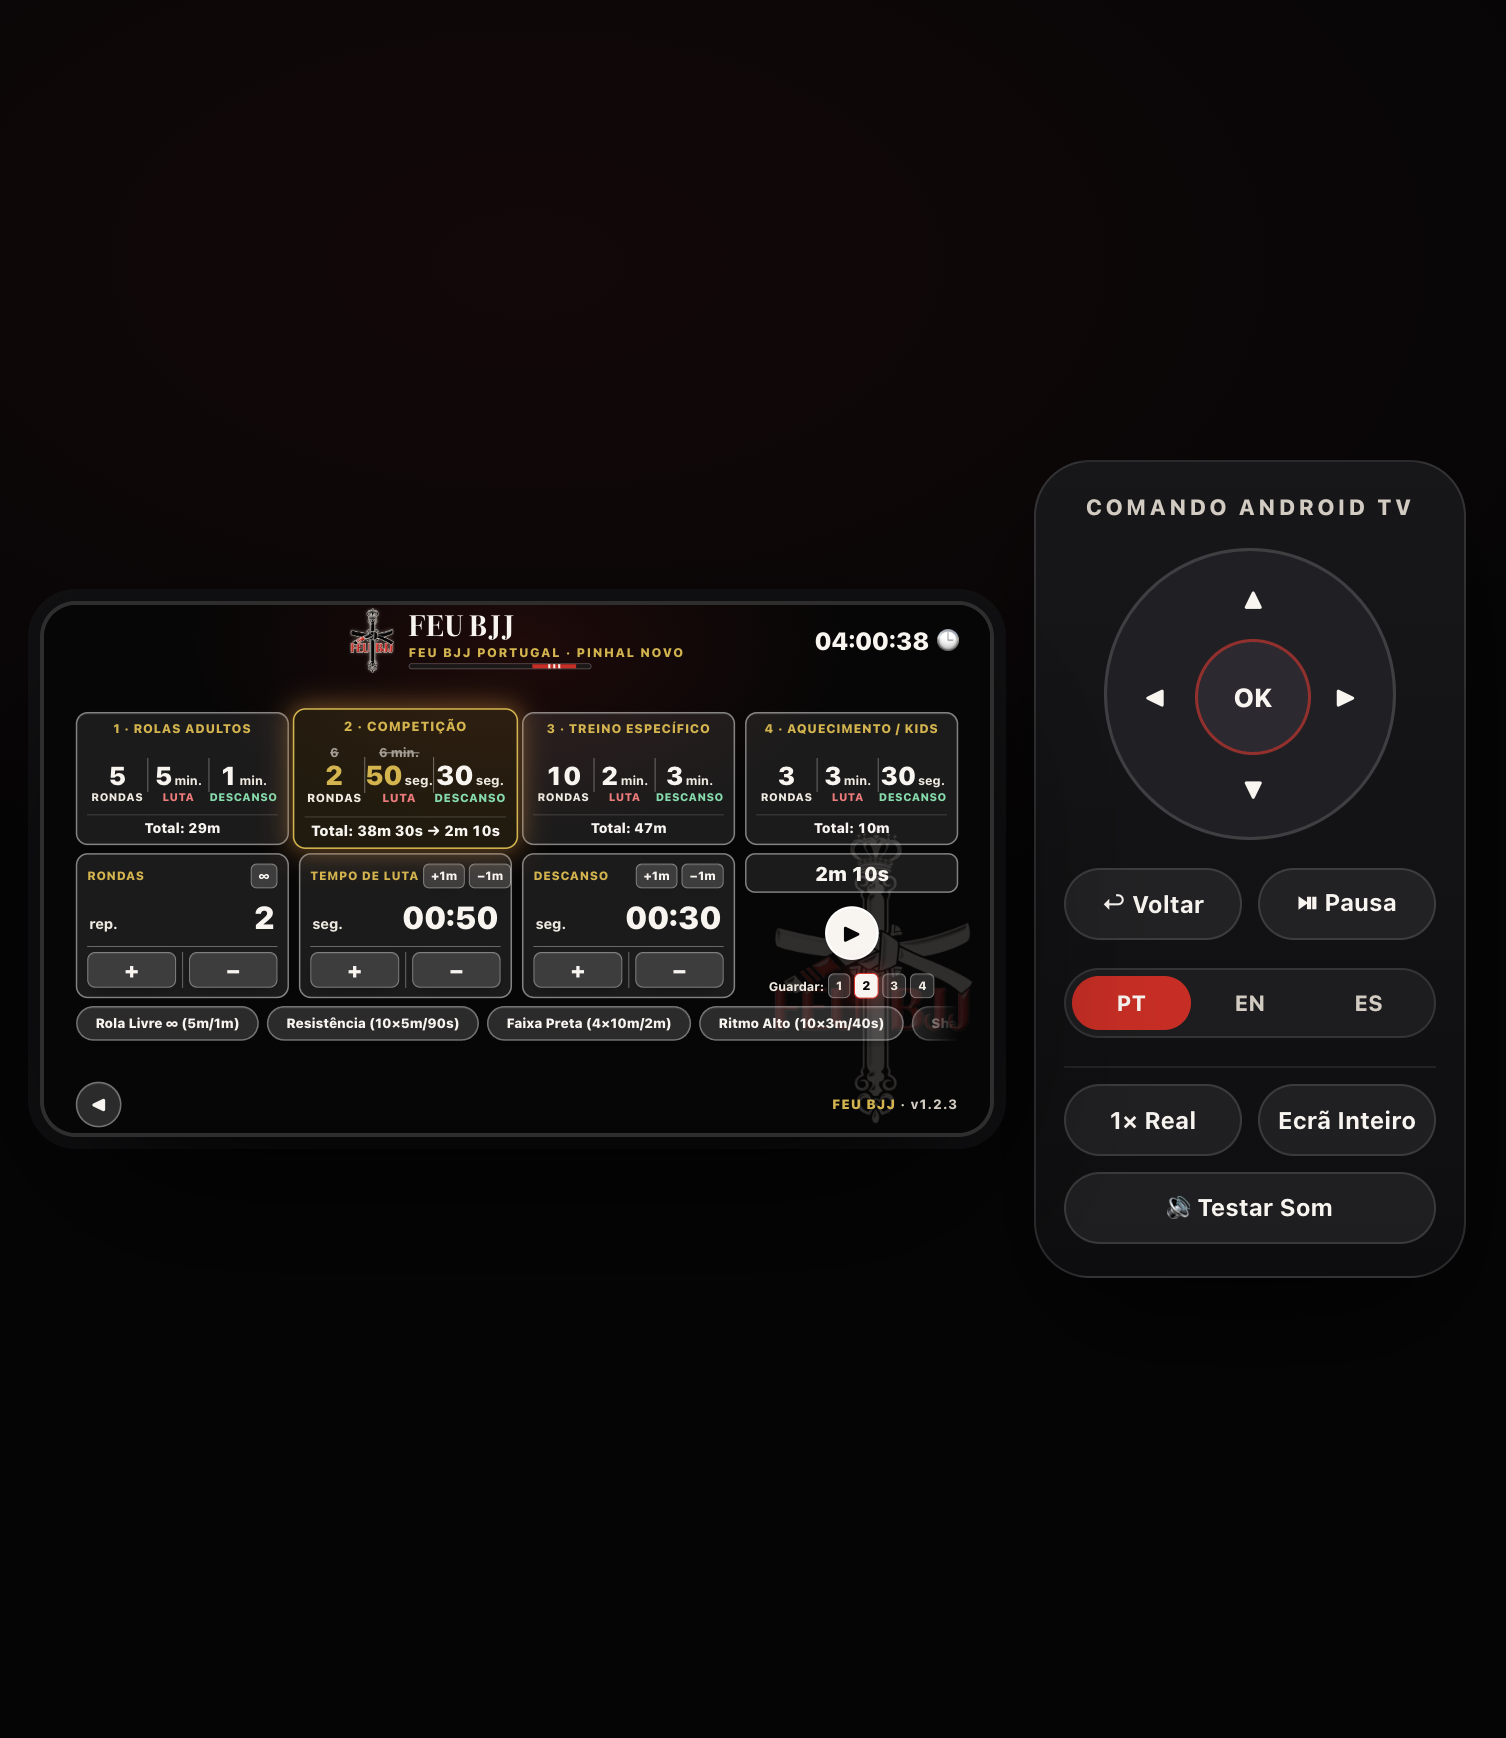 FEU BJJ
FEU BJJ PORTUGAL · PINHAL NOVO
FEU BJJ
04:00:38
1 · ROLAS ADULTOS
5 RONDAS
5 min. LUTA
1 min. DESCANSO
Total: 29m
2 · COMPETIÇÃO
6
6 min.
2 RONDAS
50 seg. LUTA
30 seg. DESCANSO
Total: 38m 30s → 2m 10s
3 · TREINO ESPECÍFICO
10 RONDAS
2 min. LUTA
3 min. DESCANSO
Total: 47m
4 · AQUECIMENTO / KIDS
3 RONDAS
3 min. LUTA
30 seg. DESCANSO
Total: 10m
RONDAS ∞
rep. 2
+ −
TEMPO DE LUTA +1m −1m
seg. 00:50
+ −
DESCANSO +1m −1m
seg. 00:30
+ −
2m 10s
Guardar: 1 2 3 4
Rola Livre ∞ (5m/1m)
Resistência (10×5m/90s)
Faixa Preta (4×10m/2m)
Ritmo Alto (10×3m/40s)
FEU BJJ · v1.2.3
COMANDO ANDROID TV
OK
Voltar
Pausa
PT EN ES
1× Real
Ecrã Inteiro
Testar Som